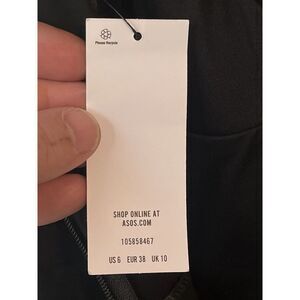 Please Recycle
SHOP ONLINE AT
ASOS.COM
105858467
US 6 EUR 38 UK 10